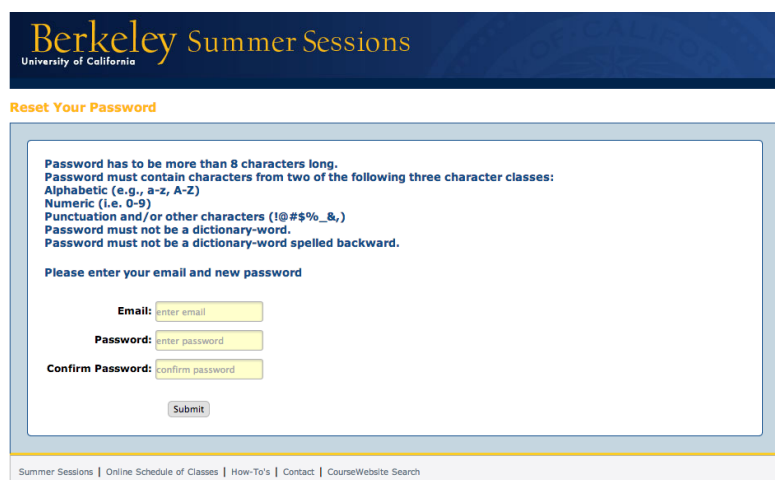 Berkeley Summer Sessions
University of California
Reset Your Password
Password has to be more than 8 characters long.
Password must contain characters from two of the following three character classes:
Alphabetic (e.g., a-z, A-Z)
Numeric (i.e. 0-9)
Punctuation and/or other characters (!@#$%_&,)
Password must not be a dictionary-word.
Password must not be a dictionary-word spelled backward.
Please enter your email and new password
Email: enter email
Password: enter password
Confirm Password: confirm password
Submit
Summer Sessions | Online Schedule of Classes | How-To's | Contact | CourseWebsite Search